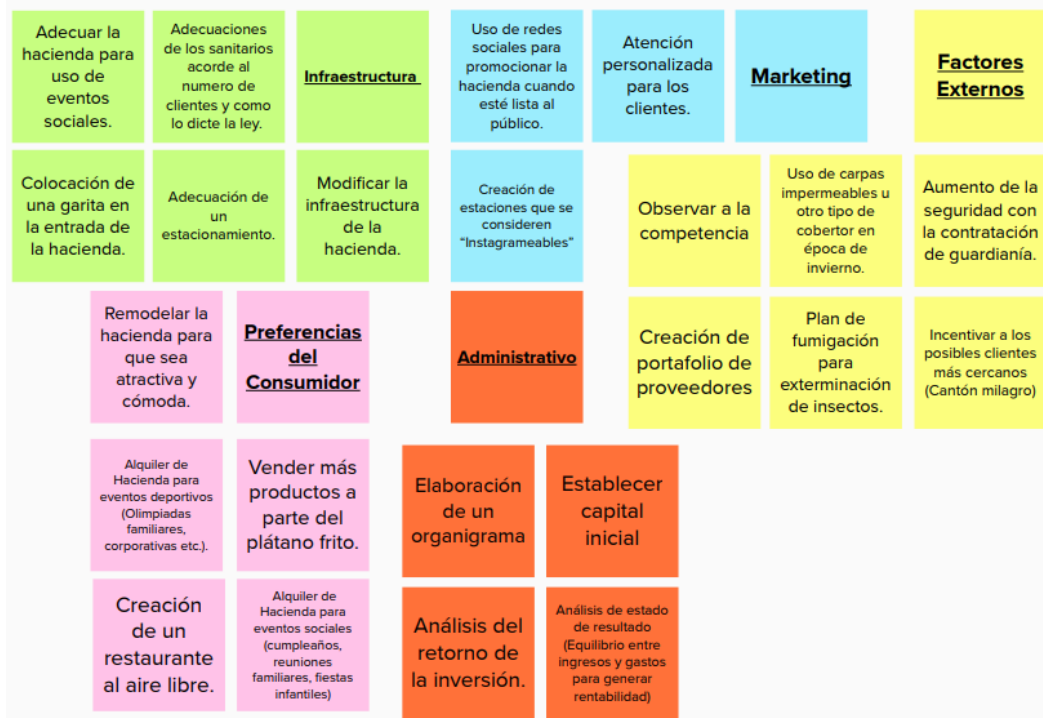 Adecuar la
hacienda para
uso de
eventos
sociales.
Adecuaciones
de los sanitarios
acorde al
numero de
clientes y como
lo dicte la ley.
Infraestructura
Colocación de
una garita en
la entrada de
la hacienda.
Adecuación de
un
estacionamiento.
Modificar la
infraestructura
de la
hacienda.
Uso de redes
sociales para
promocionar la
hacienda cuando
esté lista al
público.
Atención
personalizada
para los
clientes.
Marketing
Creación de
estaciones que se
consideren
“Instagrameables”
Factores
Externos
Observar a la
competencia
Uso de carpas
impermeables u
otro tipo de
cobertor en
época de
invierno.
Aumento de la
seguridad con
la contratación
de guardianía.
Creación de
portafolio de
proveedores
Plan de
fumigación
para
exterminación
de insectos.
Incentivar a los
posibles clientes
más cercanos
(Cantón milagro)
Remodelar la
hacienda para
que sea
atractiva y
cómoda.
Preferencias
del
Consumidor
Alquiler de
Hacienda para
eventos deportivos
(Olimpiadas
familiares,
corporativas etc.).
Vender más
productos a
parte del
plátano frito.
Creación
de un
restaurante
al aire libre.
Alquiler de
Hacienda para
eventos sociales
(cumpleaños,
reuniones
familiares, fiestas
infantiles)
Administrativo
Elaboración
de un
organigrama
Establecer
capital
inicial
Análisis del
retorno de
la inversión.
Análisis de estado
de resultado
(Equilibrio entre
ingresos y gastos
para generar
rentabilidad)